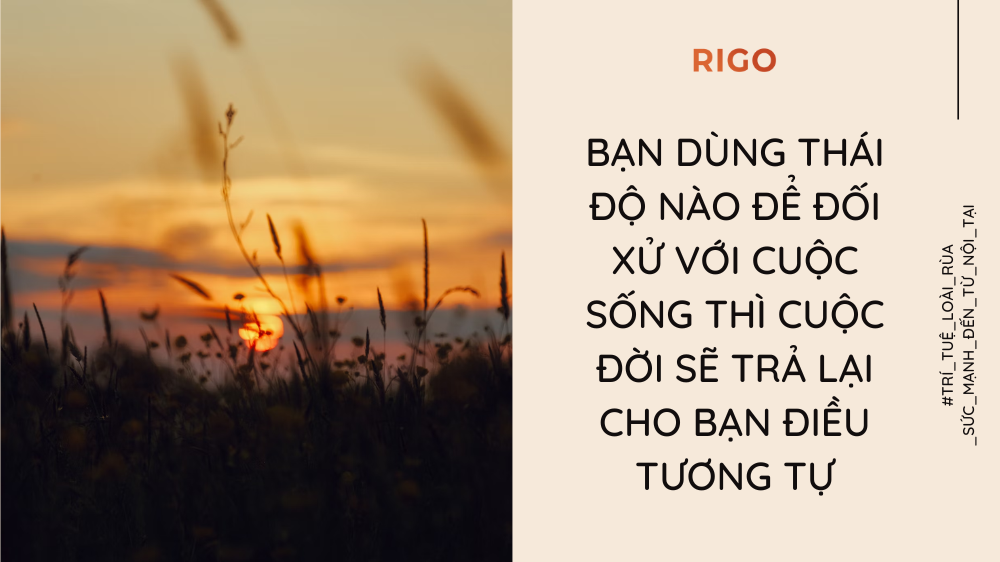 RIGO
BẠN DÙNG THÁI
ĐỘ NÀO ĐỂ ĐỐI
XỬ VỚI CUỘC
SỐNG THÌ CUỘC
ĐỜI SẼ TRẢ LẠI
CHO BẠN ĐIỀU
TƯƠNG TỰ
#TRÍ_TUỆ_LOÀI_RÙA
_SỨC_MẠNH_ĐẾN_TỪ_NỘI_TẠI